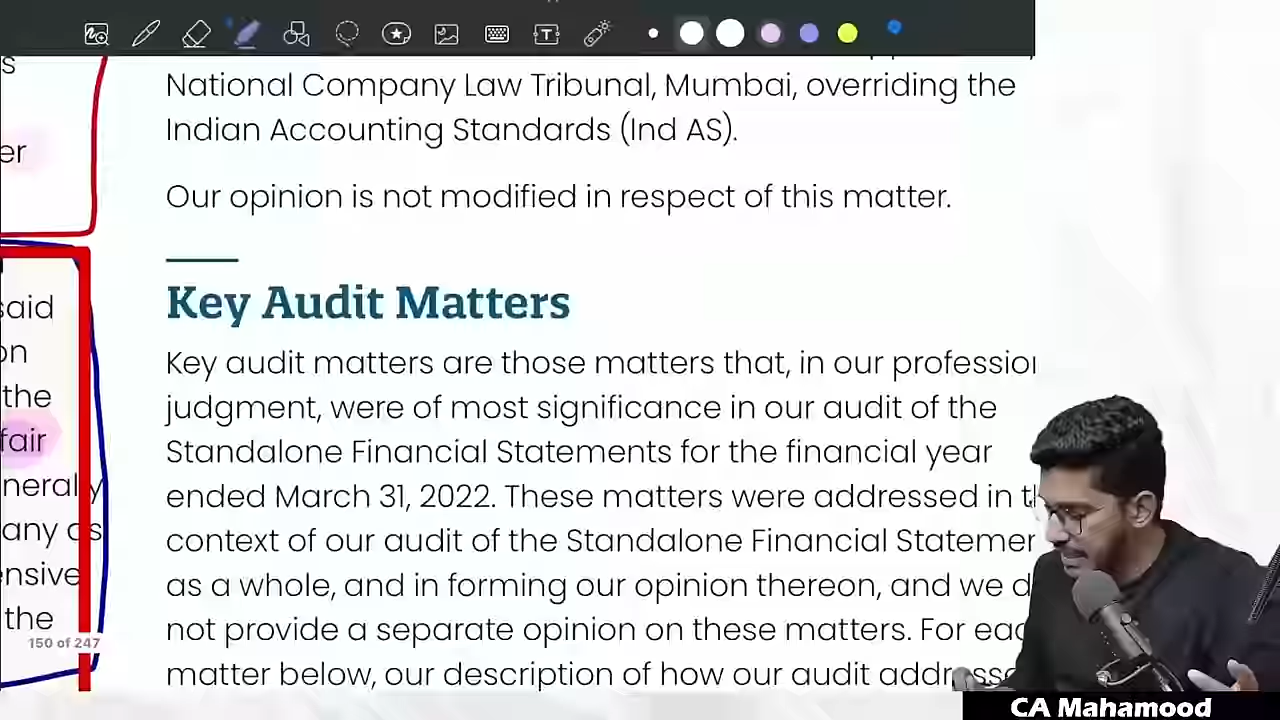 s
er
said
on
the
fair
nerally
any as
ensive
the
150 of 247
National Company Law Tribunal, Mumbai, overriding the
Indian Accounting Standards (Ind AS).
Our opinion is not modified in respect of this matter.
Key Audit Matters
Key audit matters are those matters that, in our profession
judgment, were of most significance in our audit of the
Standalone Financial Statements for the financial year
ended March 31, 2022. These matters were addressed in th
context of our audit of the Standalone Financial Statemen
as a whole, and in forming our opinion thereon, and we d
not provide a separate opinion on these matters. For eac
matter below, our description of how our audit addresse
CA Mahamood